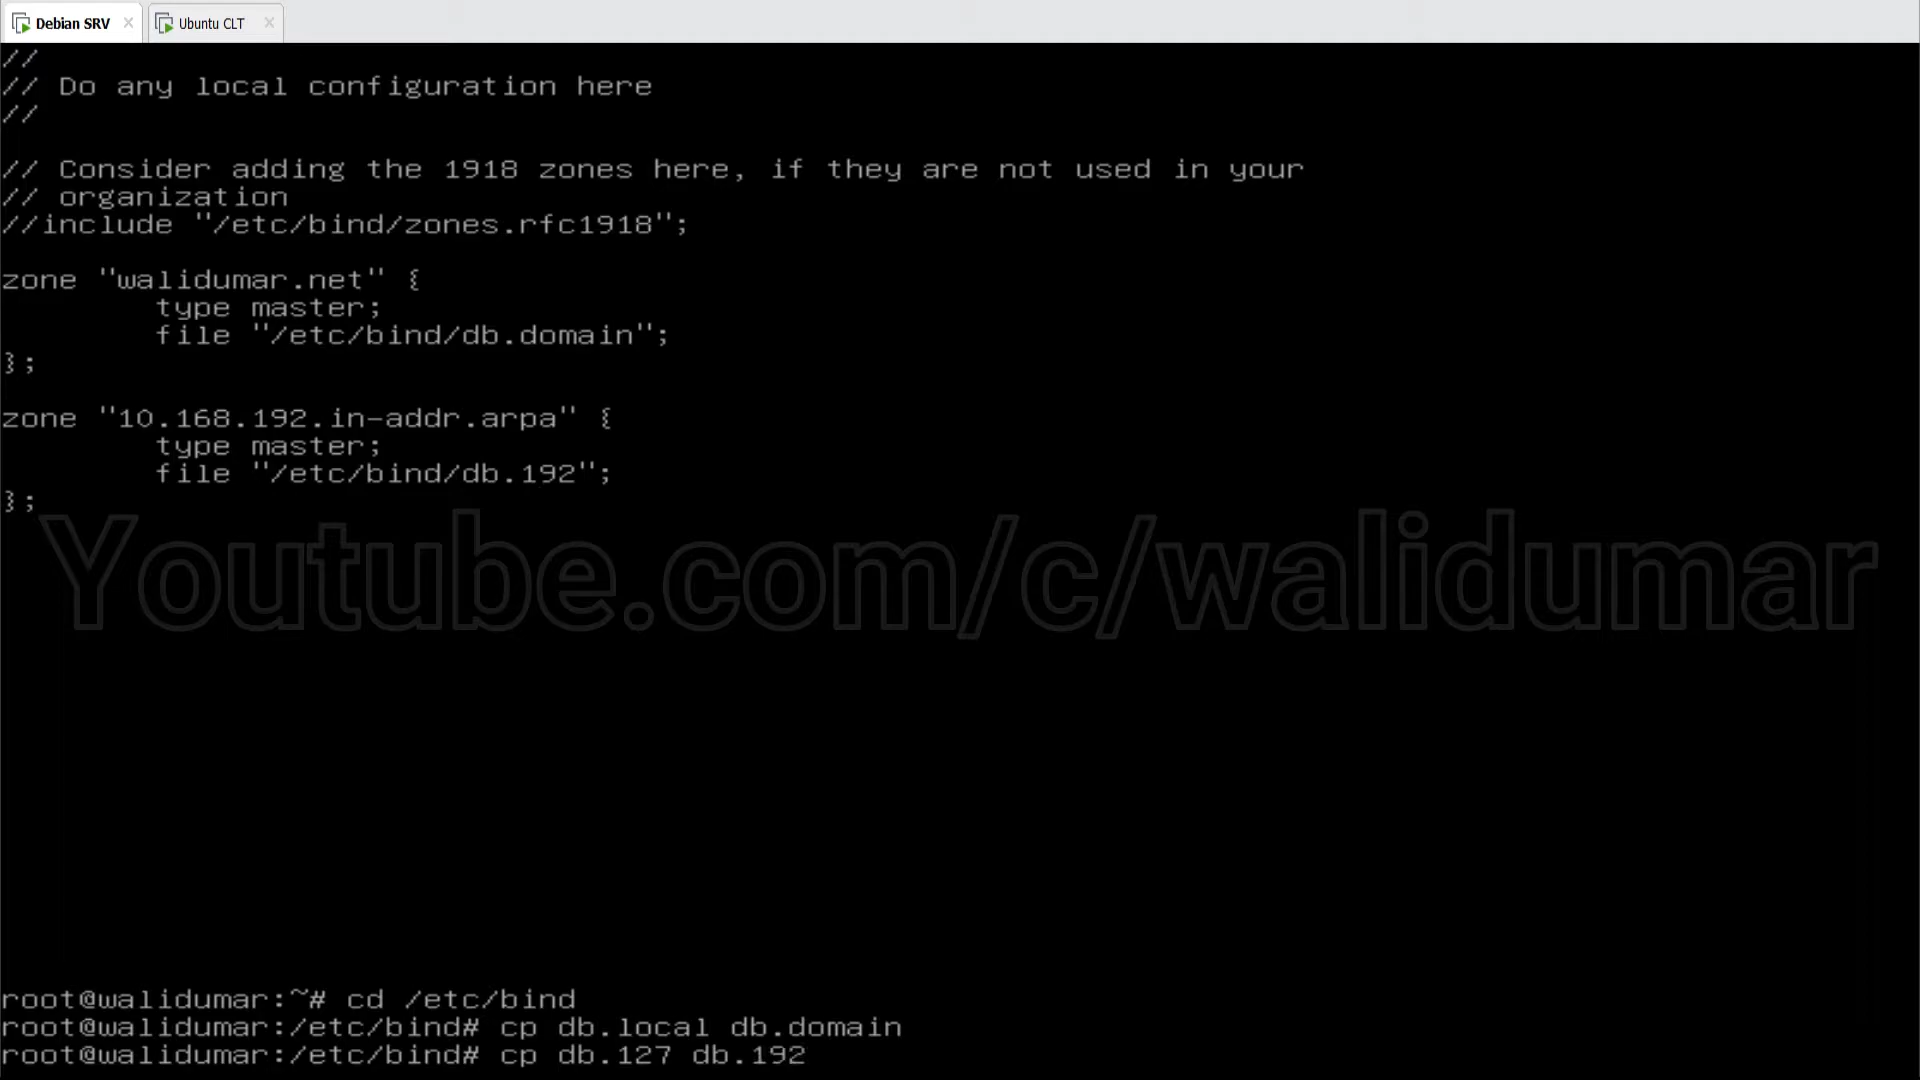 Debian SRV
Ubuntu CLT
//
// Do any local configuration here
//
// Consider adding the 1918 zones here, if they are not used in your
// organization
//include "/etc/bind/zones.rfc1918";
zone "walidumar.net" {
        type master;
        file "/etc/bind/db.domain";
};
zone "10.168.192.in-addr.arpa" {
        type master;
        file "/etc/bind/db.192";
};
Youtube.com/c/walidumar
root@walidumar:~# cd /etc/bind
root@walidumar:/etc/bind# cp db.local db.domain
root@walidumar:/etc/bind# cp db.127 db.192